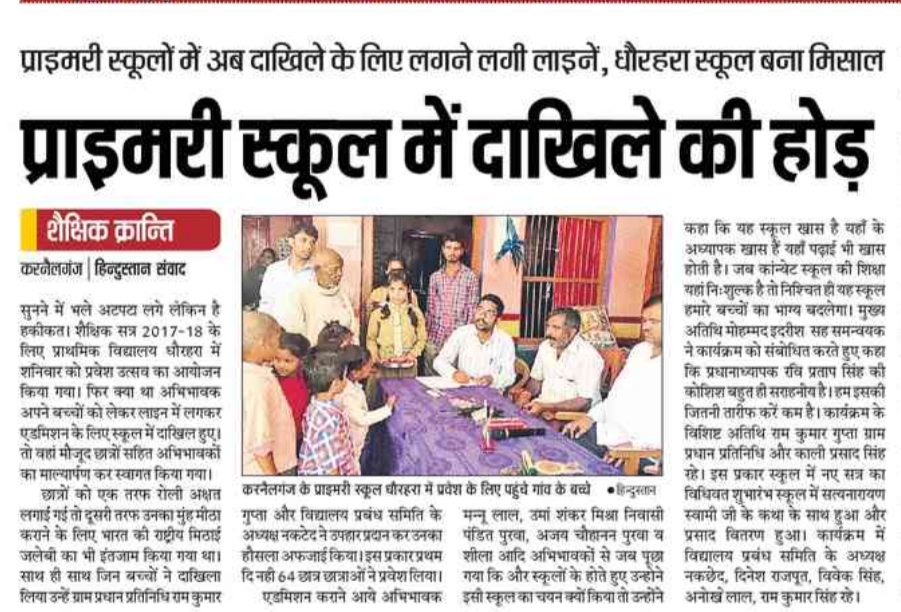 प्राइमरी स्कूलों में अब दाखिले के लिए लगने लगी लाइनें, धौरहरा स्कूल बना मिसाल
प्राइमरी स्कूल में दाखिले की होड़
शैक्षिक क्रान्ति
करनैलगंज | हिन्दुस्तान संवाद
सुनने में भले अटपटा लगे लेकिन है
हकीकत। शैक्षिक सत्र 2017-18 के
लिए प्राथमिक विद्यालय धौरहरा में
शनिवार को प्रवेश उत्सव का आयोजन
किया गया। फिर क्या था अभिभावक
अपने बच्चों को लेकर लाइन में लगकर
एडमिशन के लिए स्कूल में दाखिल हुए।
तो वहां मौजूद छात्रों सहित अभिभावकों
का माल्यार्पण कर स्वागत किया गया।
छात्रों को एक तरफ रोली अक्षत
लगाई गई तो दूसरी तरफ उनका मुंह मीठा
कराने के लिए भारत की राष्ट्रीय मिठाई
जलेबी का भी इंतजाम किया गया था।
साथ ही साथ जिन बच्चों ने दाखिला
लिया उन्हें ग्राम प्रधान प्रतिनिधि राम कुमार
करनैलगंज के प्राइमरी स्कूल धौरहरा में प्रवेश के लिए पहुंचे गांव के बच्चे ● हिन्दुस्तान
गुप्ता और विद्यालय प्रबंध समिति के
अध्यक्ष नकटेद ने उपहार प्रदान कर उनका
हौसला अफजाई किया। इस प्रकार प्रथम
दि नही 64 छात्र छात्राओं ने प्रवेश लिया।
एडमिशन कराने आये अभिभावक
मन्नू लाल, उमां शंकर मिश्रा निवासी
पंडित पुरवा, अजय चौहानन पुरवा व
शीला आदि अभिभावकों से जब पूछा
गया कि और स्कूलों के होते हुए उन्होने
इसी स्कूल का चयन क्यों किया तो उन्होंने
कहा कि यह स्कूल खास है यहाँ के
अध्यापक खास हैं यहाँ पढ़ाई भी खास
होती है। जब कांन्वेट स्कूल की शिक्षा
यहां निःशुल्क है तो निश्चित ही यह स्कूल
हमारे बच्चों का भाग्य बदलेगा। मुख्य
अतिथि मोहम्मद इदरीश सह समन्वयक
ने कार्यक्रम को संबोधित करते हुए कहा
कि प्रधानाध्यापक रवि प्रताप सिंह की
कोशिश बहुत ही सराहनीय है। हम इसकी
जितनी तारीफ करें कम है। कार्यक्रम के
विशिष्ट अतिथि राम कुमार गुप्ता ग्राम
प्रधान प्रतिनिधि और काली प्रसाद सिंह
रहे। इस प्रकार स्कूल में नए सत्र का
विधिवत शुभारंभ स्कूल में सत्यनारायण
स्वामी जी के कथा के साथ हुआ और
प्रसाद वितरण हुआ। कार्यक्रम में
विद्यालय प्रबंध समिति के अध्यक्ष
नकछेद, दिनेश राजपूत, विवेक सिंह,
अनोखे लाल, राम कुमार सिंह रहे।